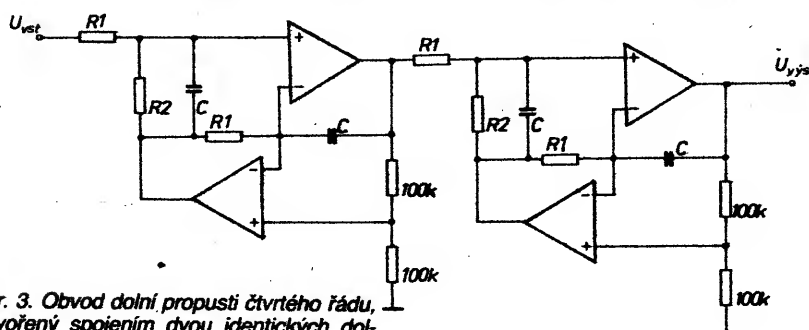 U_vst
R1
R1
U_výs
+
−
+
−
R2
C
R1
C
R2
C
R1
C
−
+
−
+
100k
100k
100k
100k
r. 3. Obvod dolní propusti čtvrtého řádu,
vořený spojením dvou identických dol-